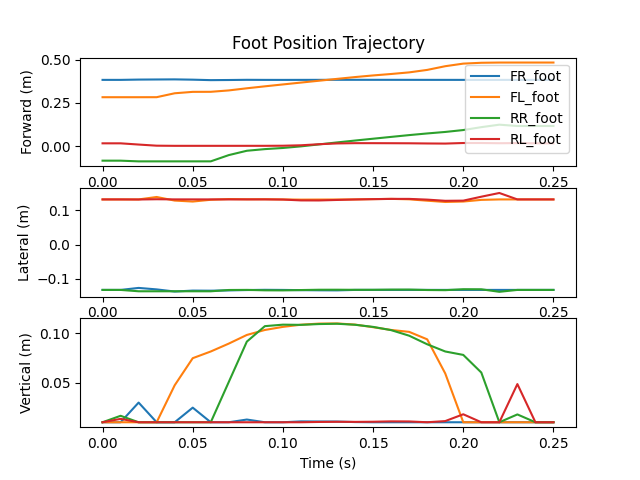 Foot Position Trajectory
0.50
0.25
0.00
Forward (m)
FR_foot
FL_foot
RR_foot
RL_foot
0.00 0.05 0.10 0.15 0.20 0.25
0.1
0.0
−0.1
Lateral (m)
0.00 0.05 0.10 0.15 0.20 0.25
0.10
0.05
Vertical (m)
0.00 0.05 0.10 0.15 0.20 0.25
Time (s)